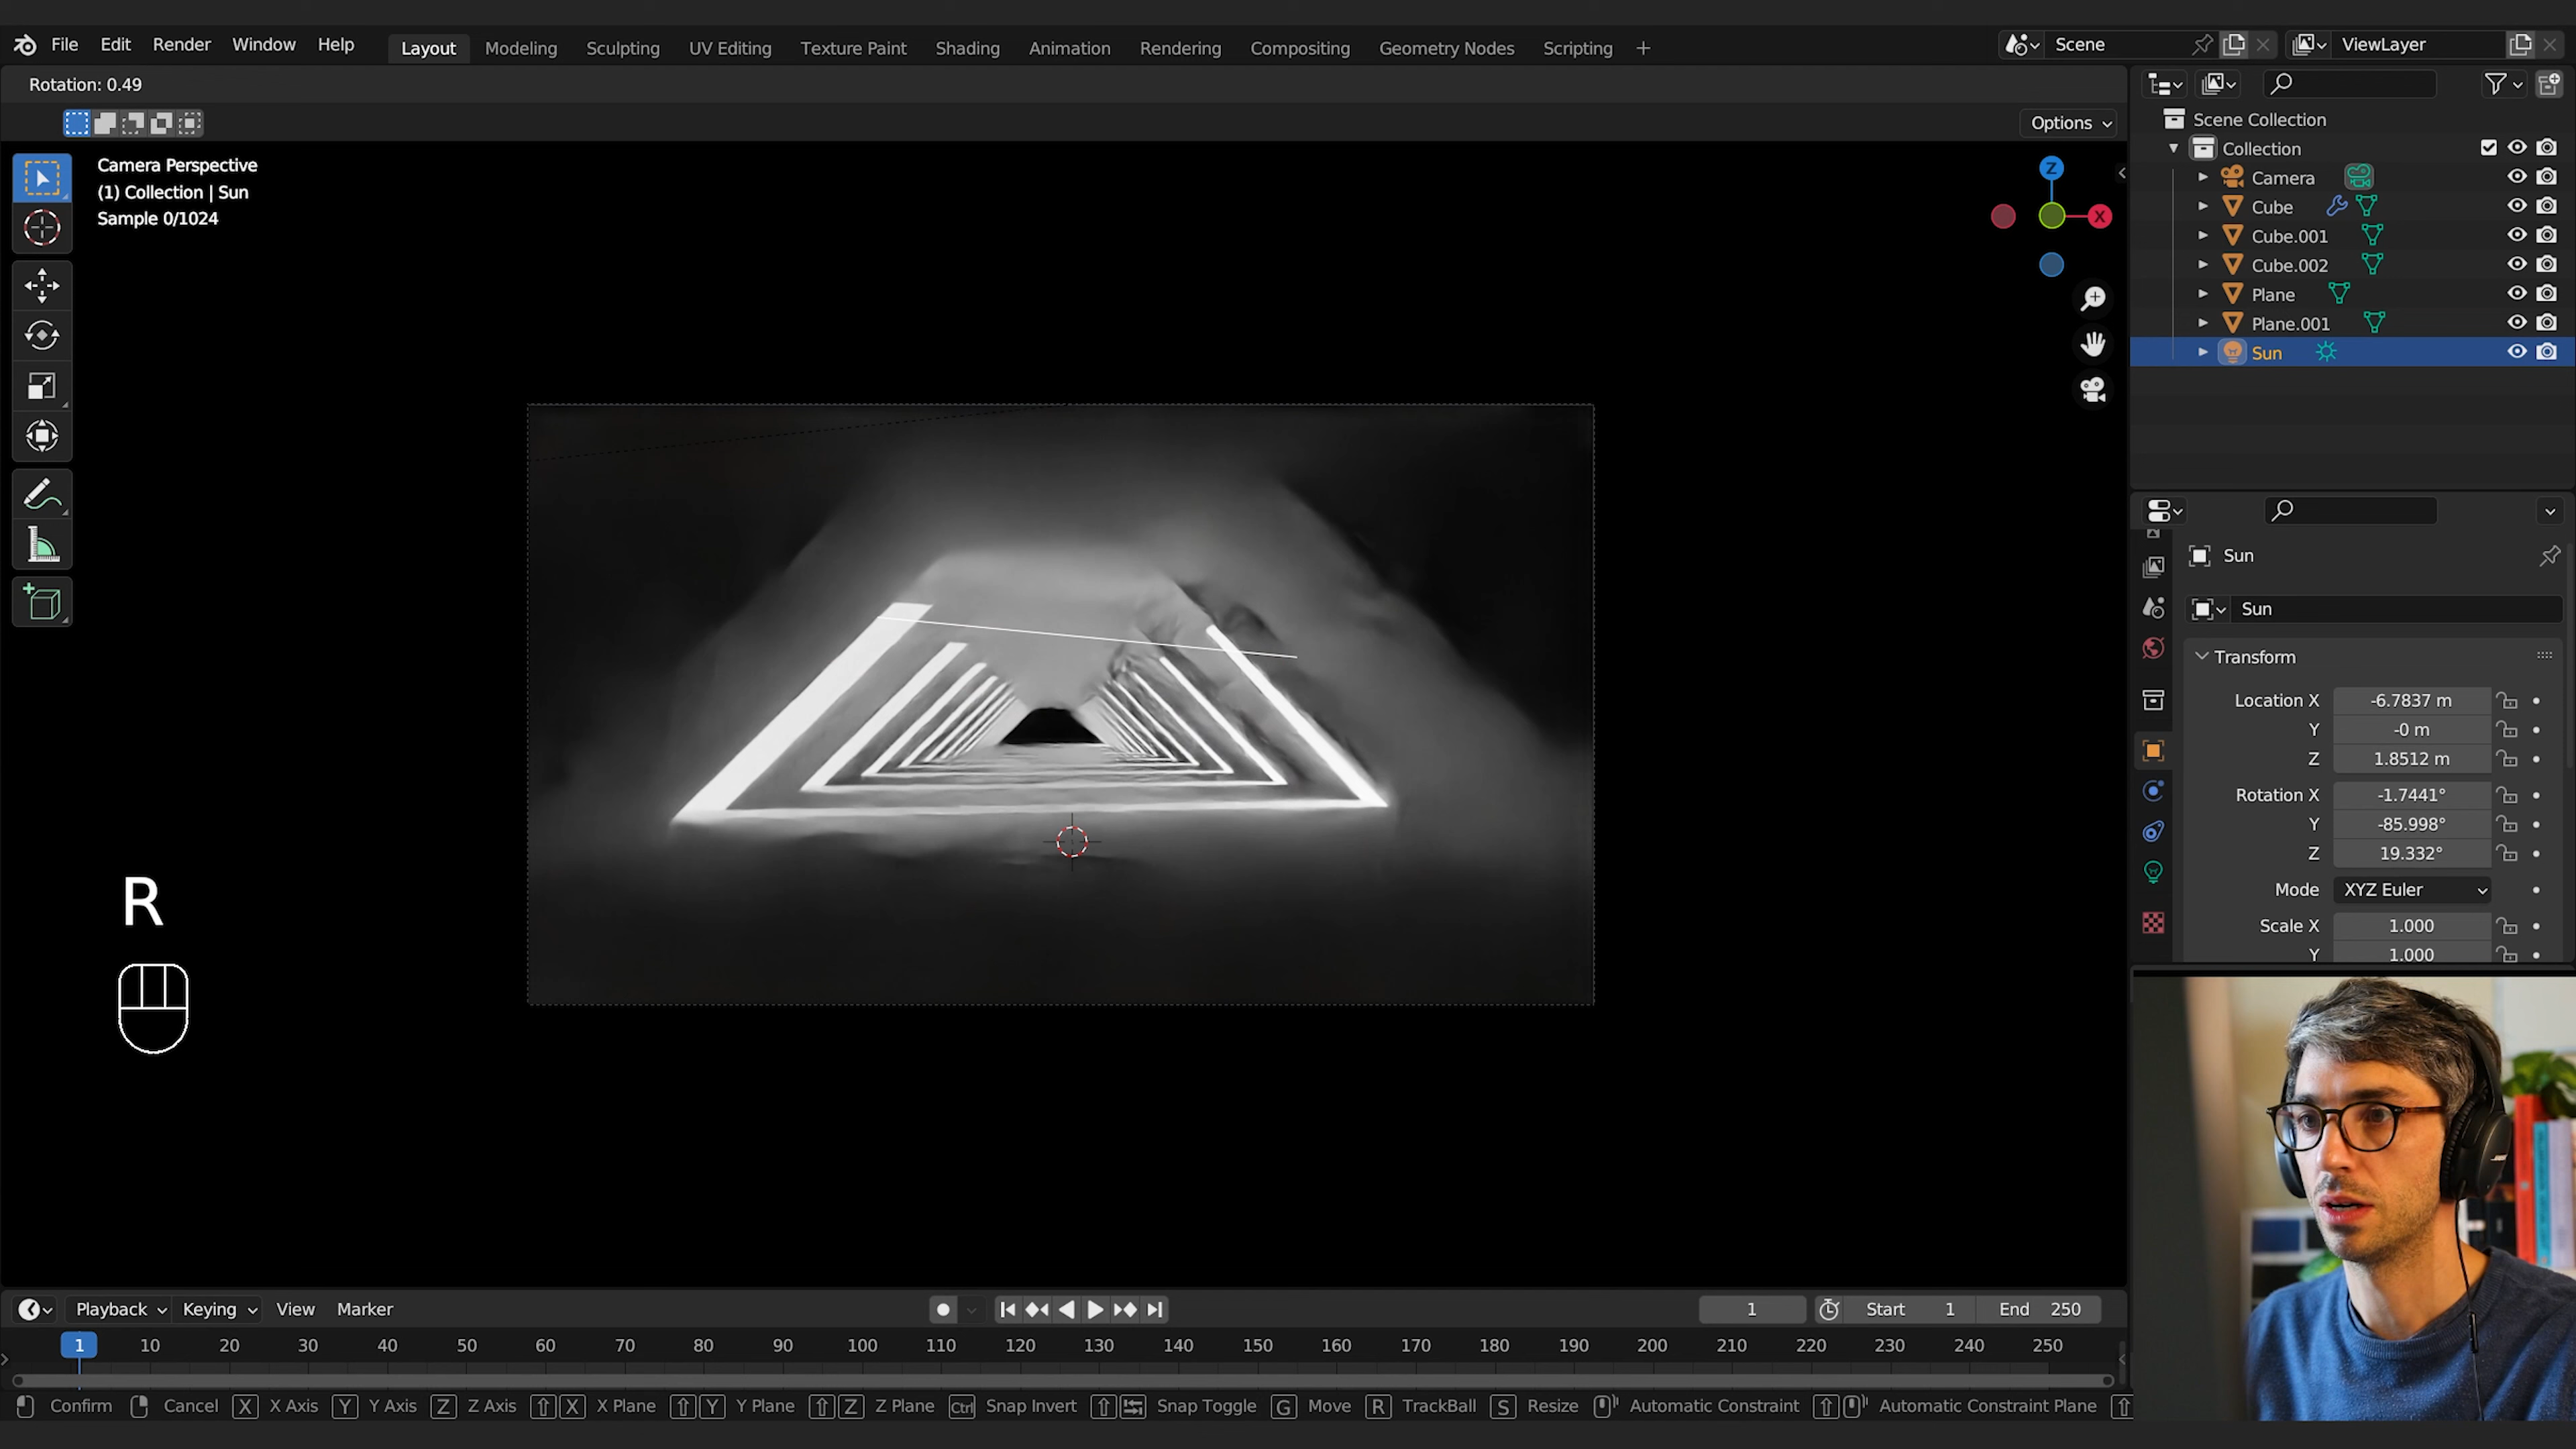 File Edit Render Window Help Layout Modeling Sculpting UV Editing Texture Paint Shading Animation Rendering Compositing Geometry Nodes Scripting + Scene ViewLayer
Rotation: 0.49
Options
Camera Perspective
(1) Collection | Sun
Sample 0/1024
Z
X
Scene Collection
Collection
Camera
Cube
Cube.001
Cube.002
Plane
Plane.001
Sun
Sun
Sun
Transform
Location X -6.7837 m
Y -0 m
Z 1.8512 m
Rotation X -1.7441°
Y -85.998°
Z 19.332°
Mode XYZ Euler
Scale X 1.000
Y 1.000
R
Playback Keying View Marker 1 Start 1 End 250
1 10 20 30 40 50 60 70 80 90 100 110 120 130 140 150 160 170 180 190 200 210 220 230 240 250
Confirm Cancel X X Axis Y Y Axis Z Z Axis X X Plane Y Y Plane Z Z Plane Ctrl Snap Invert Snap Toggle G Move R TrackBall S Resize Automatic Constraint Automatic Constraint Plane